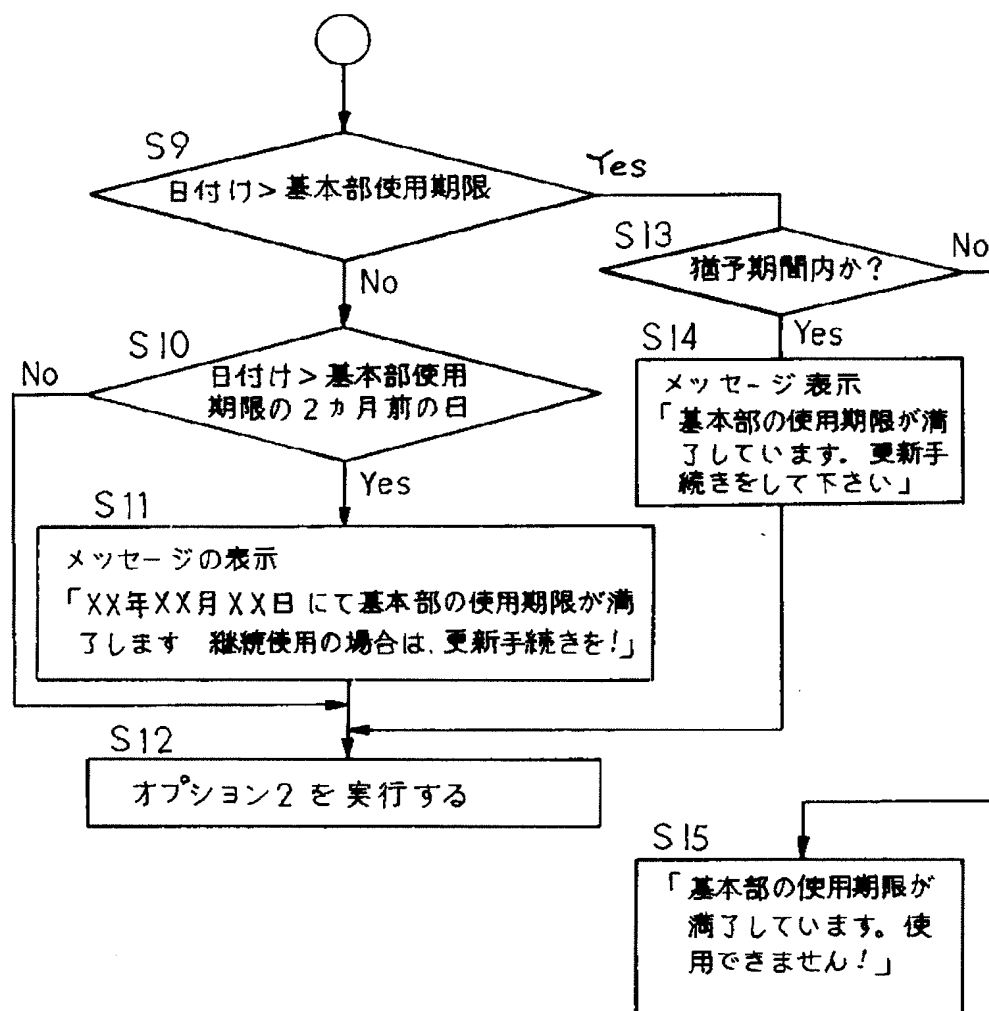 S9
日付け>基本部使用期限
Yes
S13
猶予期間内か?
No
No
S10
日付け>基本部使用
期限の2ヵ月前の日
No
Yes
S14
メッセージ表示
「基本部の使用期限が満
了しています. 更新手
続きをして下さい」
Yes
S11
メッセージの表示
「XX年XX月XX日にて基本部の使用期限が満
了します 継続使用の場合は,更新手続きを!」
S12
オプション2を実行する
S15
「基本部の使用期限が
満了しています。使
用できません!」